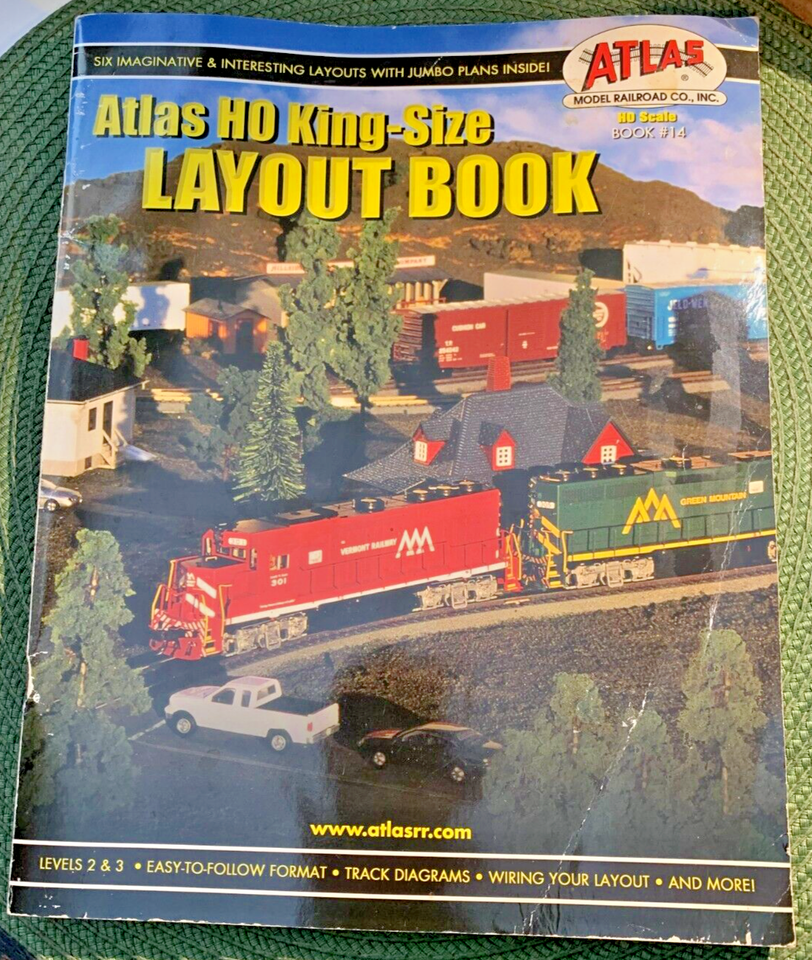 SIX IMAGINATIVE & INTERESTING LAYOUTS WITH JUMBO PLANS INSIDE!
ATLAS
®
MODEL RAILROAD CO., INC.
HO Scale
BOOK #14
Atlas HO King-Size
LAYOUT BOOK
VERMONT RAILWAY
301
GREEN MOUNTAIN
www.atlasrr.com
LEVELS 2 & 3 • EASY-TO-FOLLOW FORMAT • TRACK DIAGRAMS • WIRING YOUR LAYOUT • AND MORE!